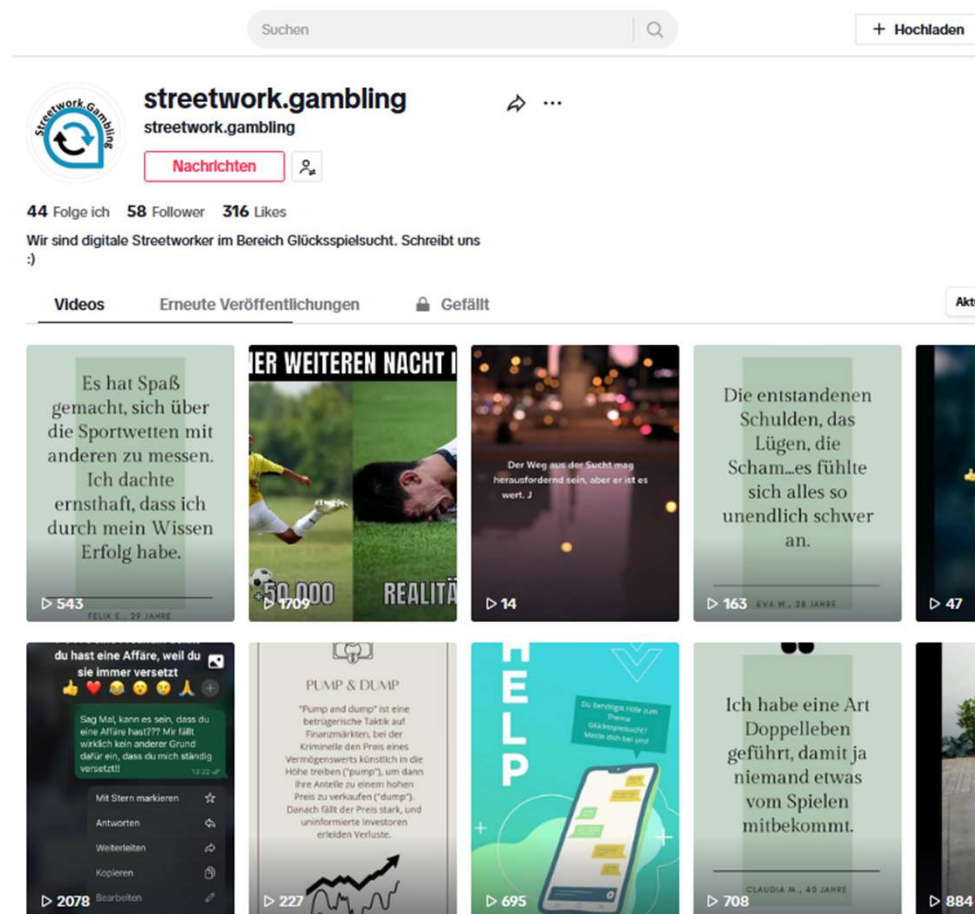 Suchen
+ Hochladen
Streetwork.Gambling
streetwork.gambling
streetwork.gambling
Nachrichten
44 Folge ich 58 Follower 316 Likes
Wir sind digitale Streetworker im Bereich Glücksspielsucht. Schreibt uns
:)
Videos Erneute Veröffentlichungen Gefällt
Akt
Es hat Spaß
gemacht, sich über
die Sportwetten mit
anderen zu messen.
Ich dachte
ernsthaft, dass ich
durch mein Wissen
Erfolg habe.
543
FELIX E., 29 JAHRE
IER WEITEREN NACHT I
50.000
REALITÄ
1709
Der Weg aus der Sucht mag
herausfordernd sein, aber er ist es
wert. J
14
Die entstandenen
Schulden, das
Lügen, die
Scham...es fühlte
sich alles so
unendlich schwer
an.
163
EVA W., 28 JAHRE
47
du hast eine Affäre, weil du
sie immer versetzt
Sag Mal, kann es sein, dass du
eine Affäre hast??? Mir fällt
wirklich kein anderer Grund
dafür ein, dass du mich ständig
versetzt!!
13:22
Mit Stern markieren
Antworten
Weiterleiten
Kopieren
Bearbeiten
2078
PUMP & DUMP
"Pump and dump" ist eine
betrügerische Taktik auf
Finanzmärkten, bei der
Kriminelle den Preis eines
Vermögenswerts künstlich in die
Höhe treiben ("pump"), um dann
ihre Anteile zu einem hohen
Preis zu verkaufen ("dump").
Danach fällt der Preis stark, und
uninformierte Investoren
erleiden Verluste.
227
HELP
Du benötigst Hilfe zum
Thema
Glücksspielsucht?
Melde dich bei uns!
695
Ich habe eine Art
Doppelleben
geführt, damit ja
niemand etwas
vom Spielen
mitbekommt.
708
CLAUDIA M., 40 JAHRE
884